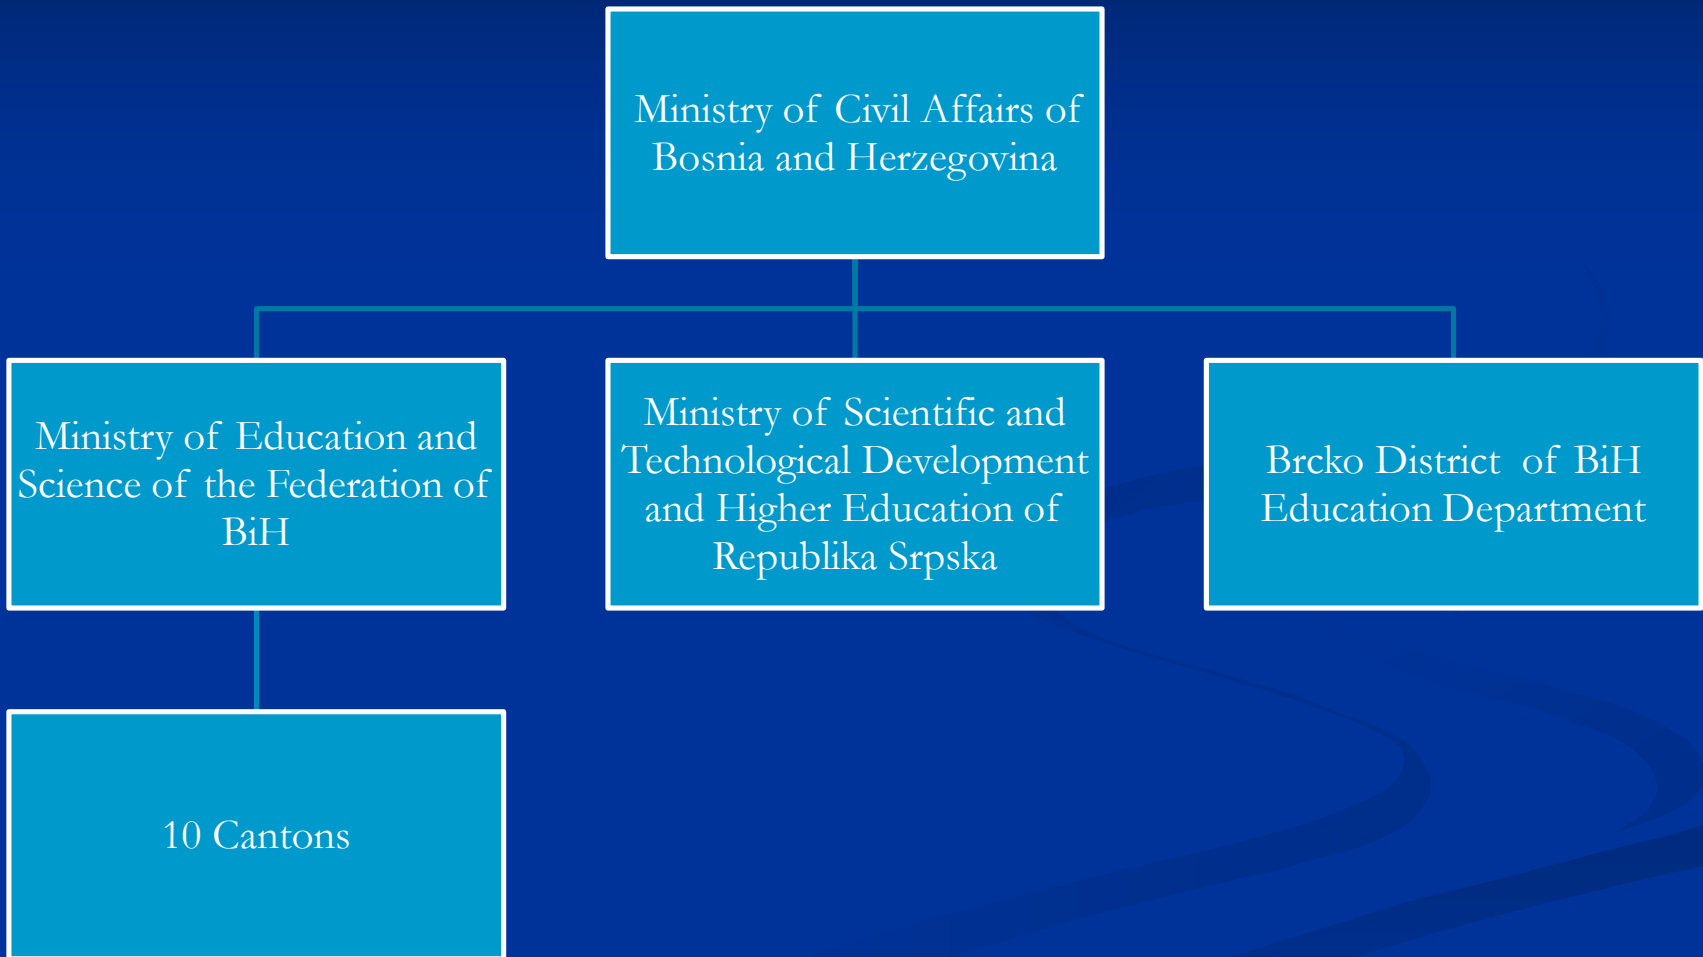 Ministry of Civil Affairs of
Bosnia and Herzegovina
Ministry of Education and
Science of the Federation of
BiH
Ministry of Scientific and
Technological Development
and Higher Education of
Republika Srpska
Brcko District of BiH
Education Department
10 Cantons